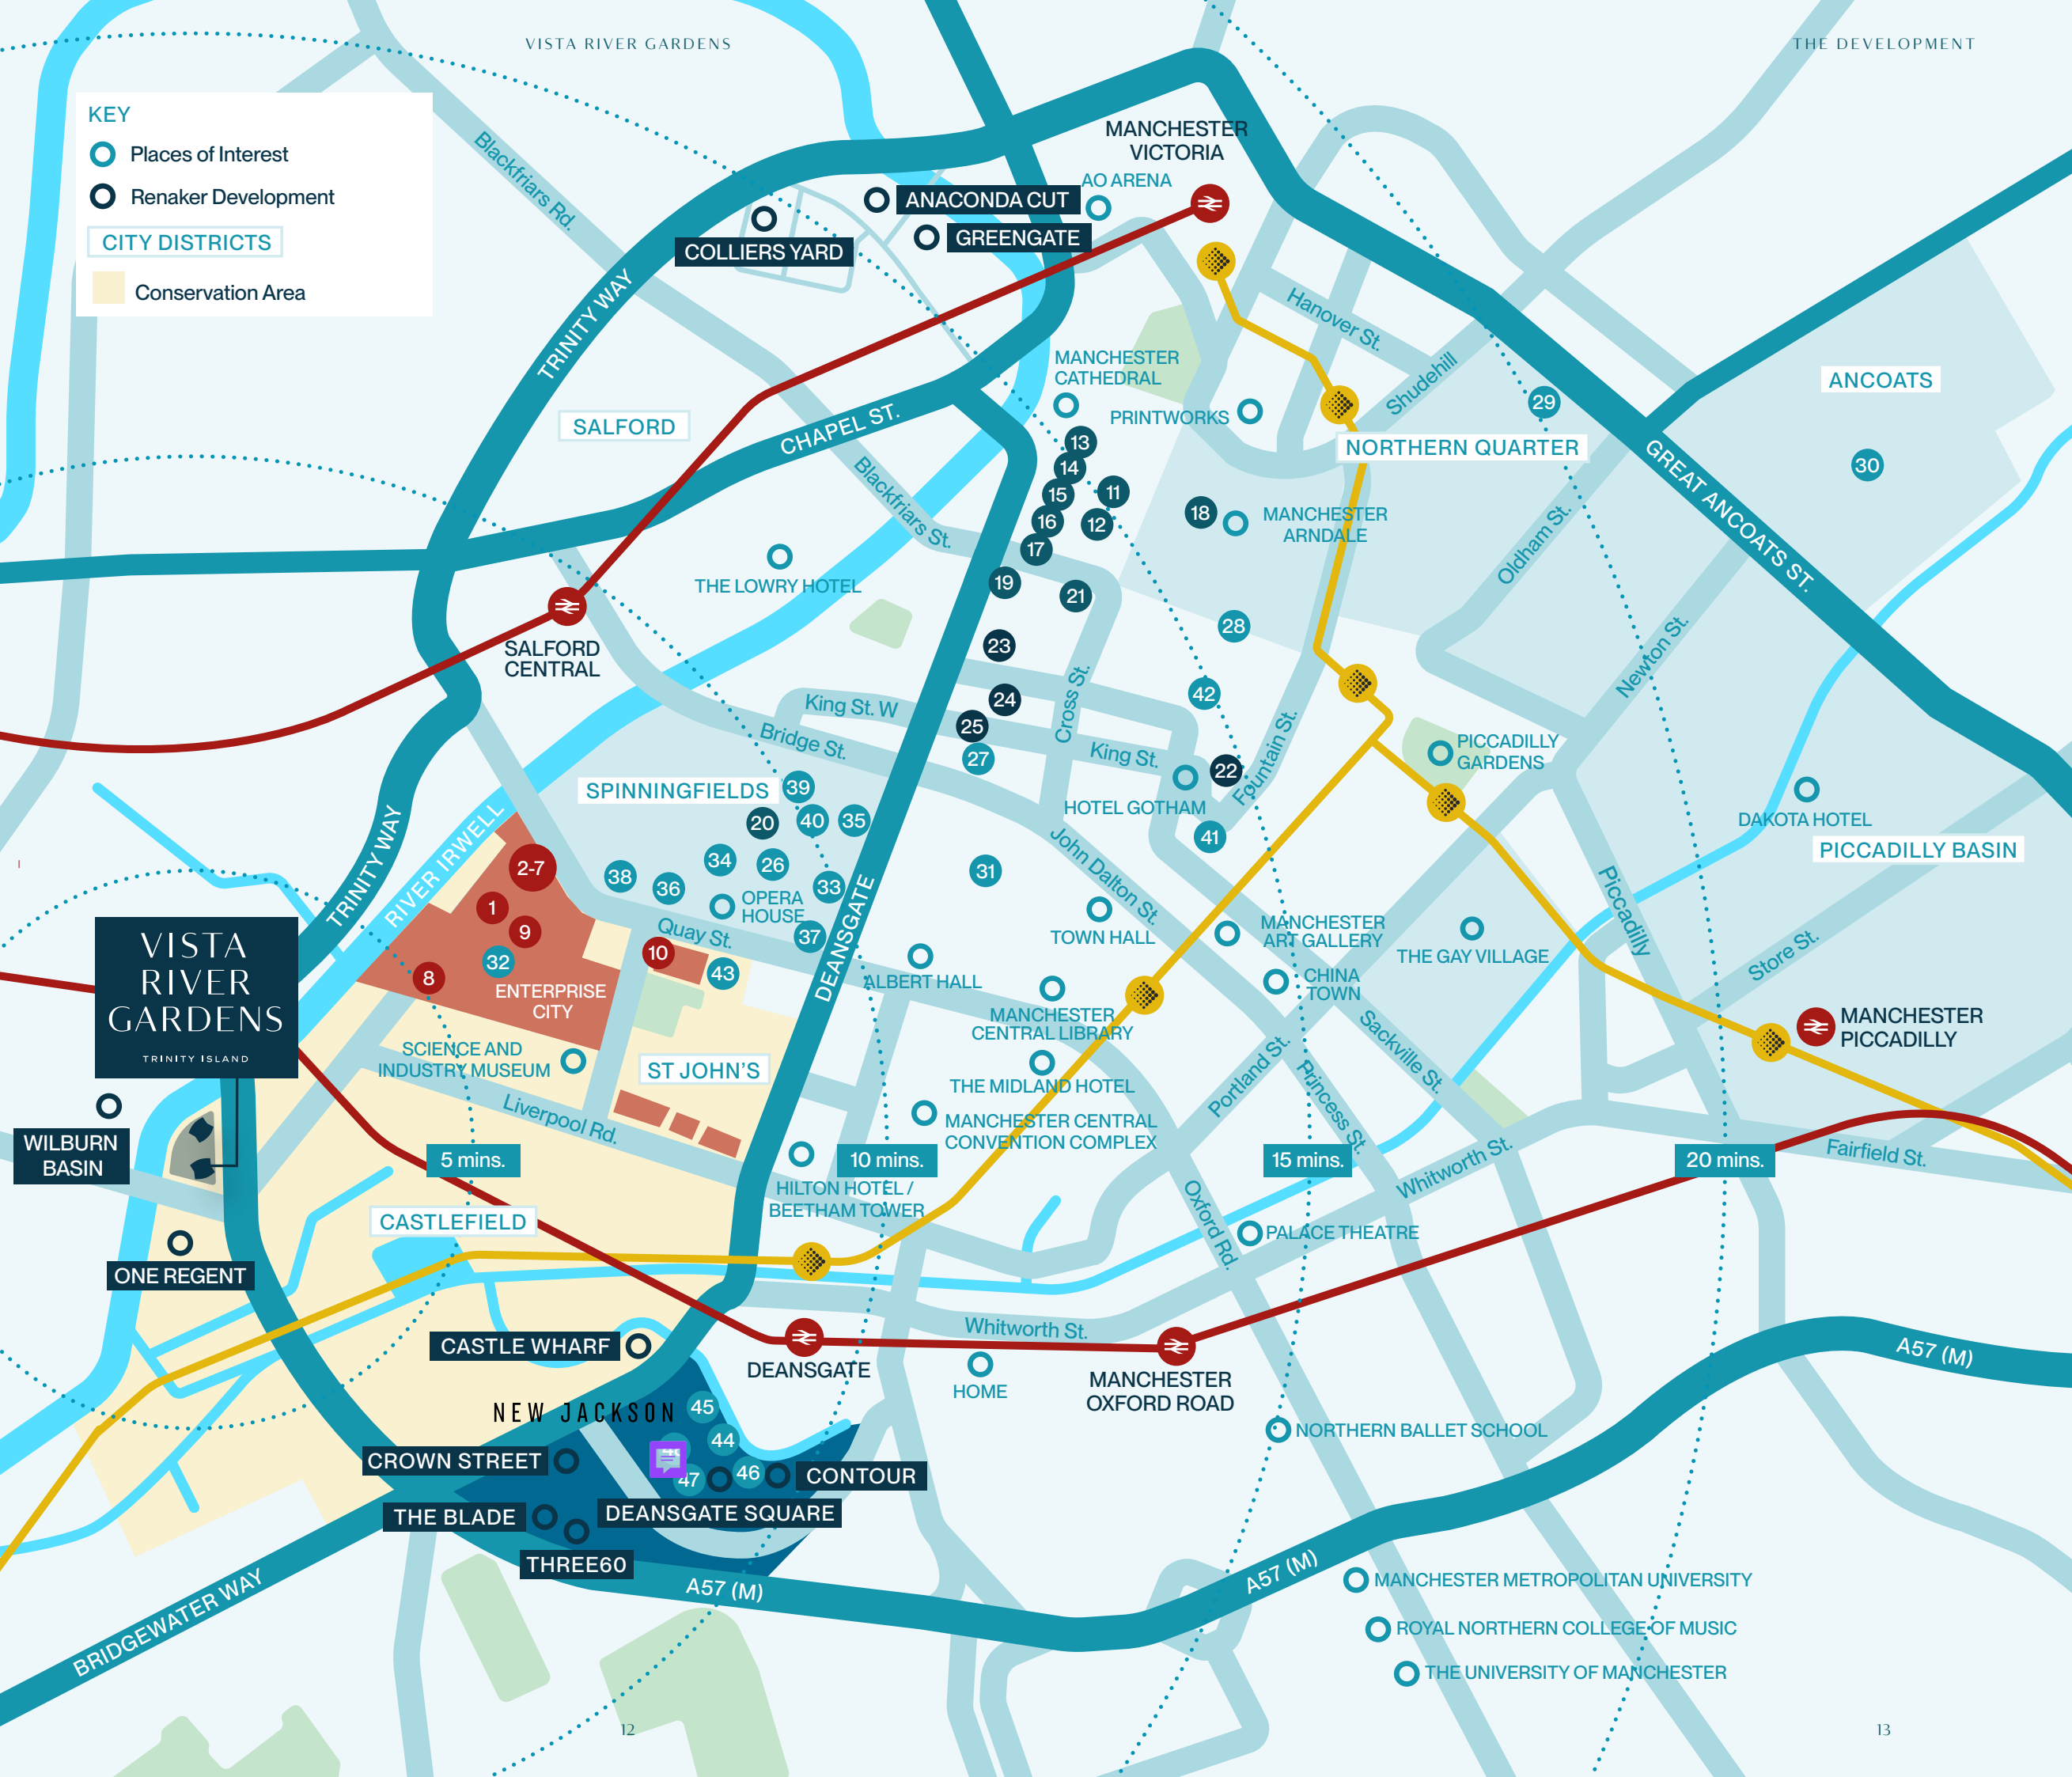 VISTA RIVER GARDENS
THE DEVELOPMENT
KEY
Places of Interest
Renaker Development
CITY DISTRICTS
Conservation Area
Blackfriars Rd.
MANCHESTER
VICTORIA
AO ARENA
ANACONDA CUT
GREENGATE
COLLIERS YARD
TRINITY WAY
Hanover St.
Shudehill
MANCHESTER
CATHEDRAL
PRINTWORKS
ANCOATS
29
30
NORTHERN QUARTER
GREAT ANCOATS ST.
SALFORD
CHAPEL ST.
Blackfriars St.
13
14
15
11
16
12
17
18
MANCHESTER
ARNDALE
Oldham St.
THE LOWRY HOTEL
19
21
28
SALFORD
CENTRAL
23
Newton St.
24
42
25
27
King St. W
Bridge St.
Cross St.
King St.
22
Fountain St.
HOTEL GOTHAM
41
PICCADILLY
GARDENS
DAKOTA HOTEL
PICCADILLY BASIN
SPINNINGFIELDS
39
20
40
35
34
26
38
36
33
OPERA
HOUSE
37
Quay St.
31
John Dalton St.
TOWN HALL
MANCHESTER
ART GALLERY
THE GAY VILLAGE
Piccadilly
Store St.
CHINA
TOWN
TRINITY WAY
RIVER IRWELL
2-7
1
9
32
8
10
43
ENTERPRISE
CITY
DEANSGATE
ALBERT HALL
MANCHESTER
CENTRAL LIBRARY
Sackville St.
MANCHESTER
PICCADILLY
VISTA
RIVER
GARDENS
TRINITY ISLAND
SCIENCE AND
INDUSTRY MUSEUM
ST JOHN'S
THE MIDLAND HOTEL
Portland St.
Princess St.
MANCHESTER CENTRAL
CONVENTION COMPLEX
Liverpool Rd.
WILBURN
BASIN
5 mins.
10 mins.
15 mins.
20 mins.
Whitworth St.
Fairfield St.
HILTON HOTEL /
BEETHAM TOWER
CASTLEFIELD
Oxford Rd.
PALACE THEATRE
ONE REGENT
CASTLE WHARF
DEANSGATE
Whitworth St.
HOME
MANCHESTER
OXFORD ROAD
A57 (M)
NEW JACKSON
45
44
NORTHERN BALLET SCHOOL
CROWN STREET
47
46
CONTOUR
THE BLADE
DEANSGATE SQUARE
THREE60
A57 (M)
A57 (M)
BRIDGEWATER WAY
MANCHESTER METROPOLITAN UNIVERSITY
ROYAL NORTHERN COLLEGE OF MUSIC
THE UNIVERSITY OF MANCHESTER
12
13